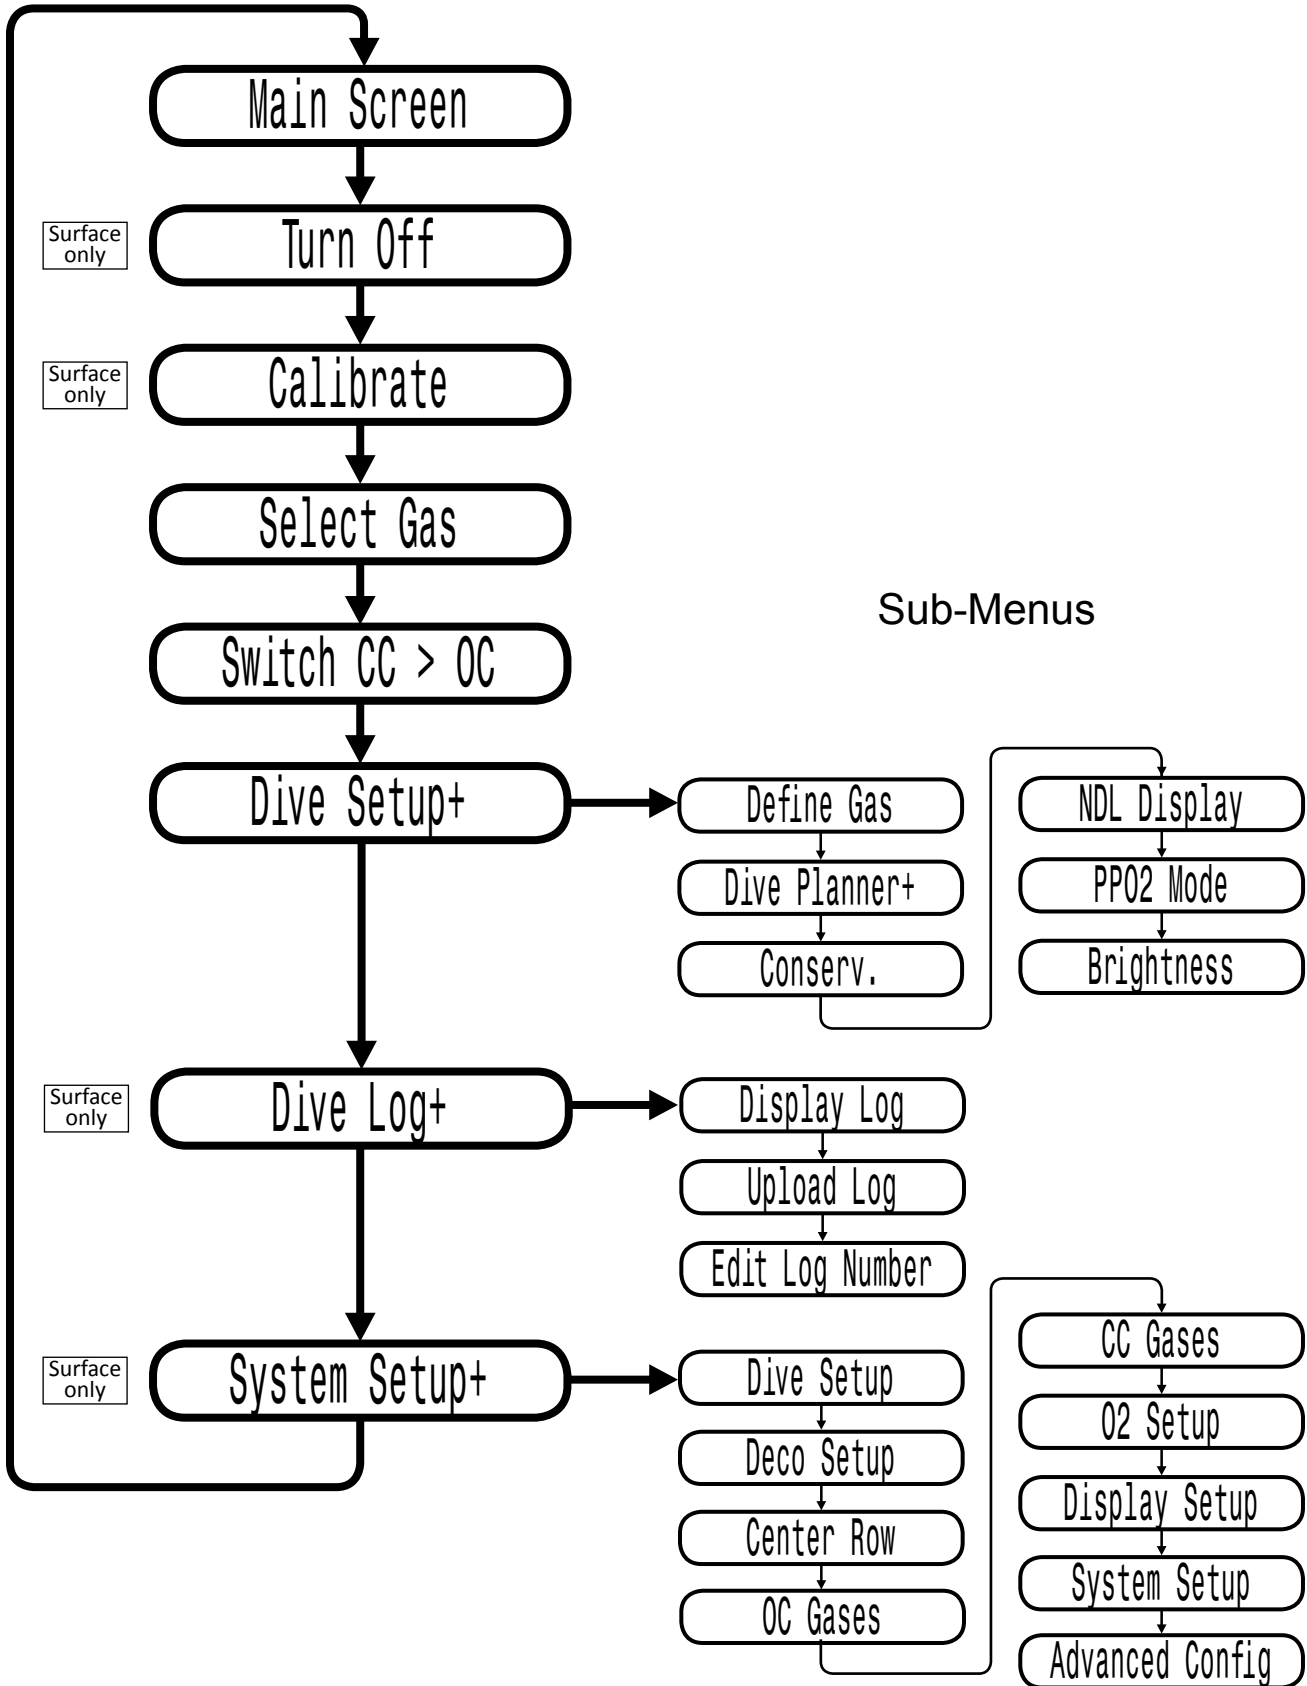 Main Screen
Surface
only
Turn Off
Surface
only
Calibrate
Select Gas
Sub-Menus
Switch CC > OC
Dive Setup+
Define Gas
Dive Planner+
Conserv.
NDL Display
PPO2 Mode
Brightness
Surface
only
Dive Log+
Display Log
Upload Log
Edit Log Number
Surface
only
System Setup+
Dive Setup
Deco Setup
Center Row
OC Gases
CC Gases
O2 Setup
Display Setup
System Setup
Advanced Config